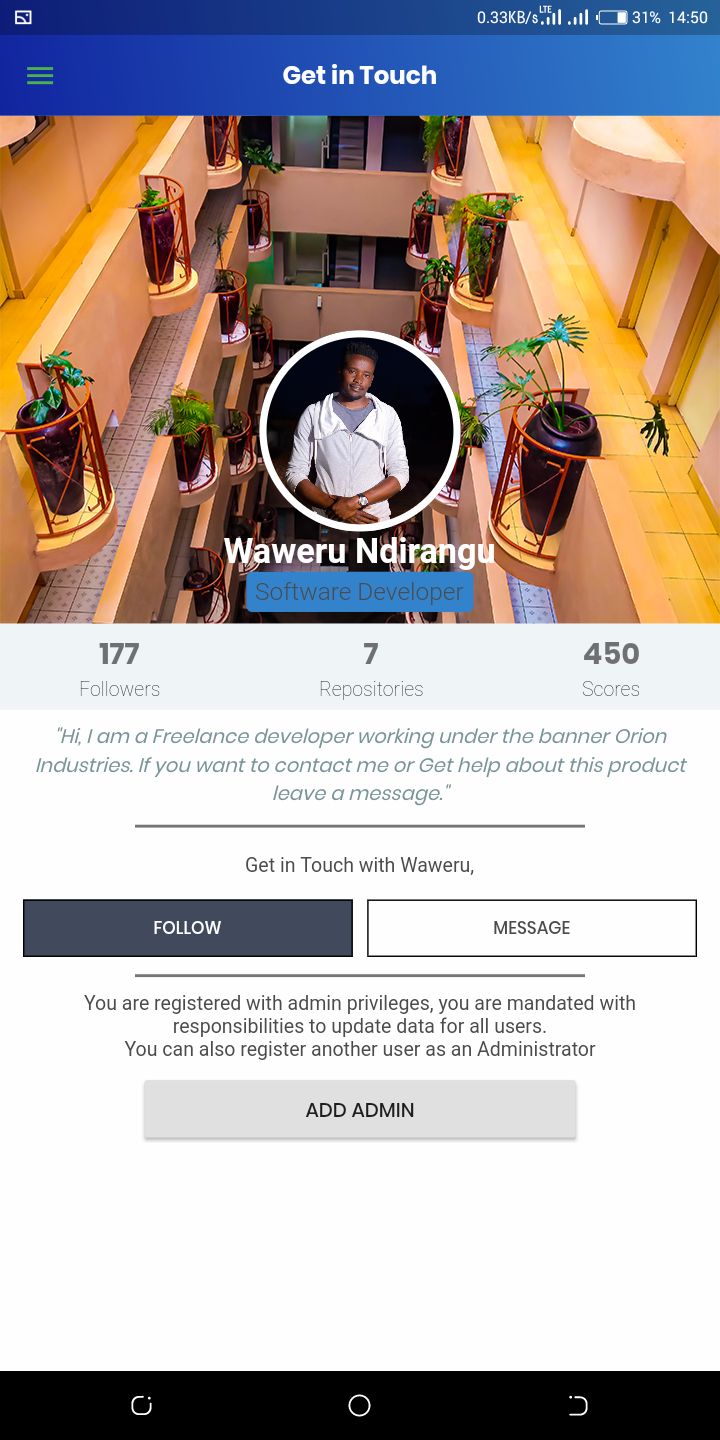 0.33KB/s LTE 31% 14:50
Get in Touch
Waweru Ndirangu
Software Developer
177 7 450
Followers Repositories Scores
"Hi, I am a Freelance developer working under the banner Orion
Industries. If you want to contact me or Get help about this product
leave a message."
Get in Touch with Waweru,
FOLLOW MESSAGE
You are registered with admin privileges, you are mandated with
responsibilities to update data for all users.
You can also register another user as an Administrator
ADD ADMIN